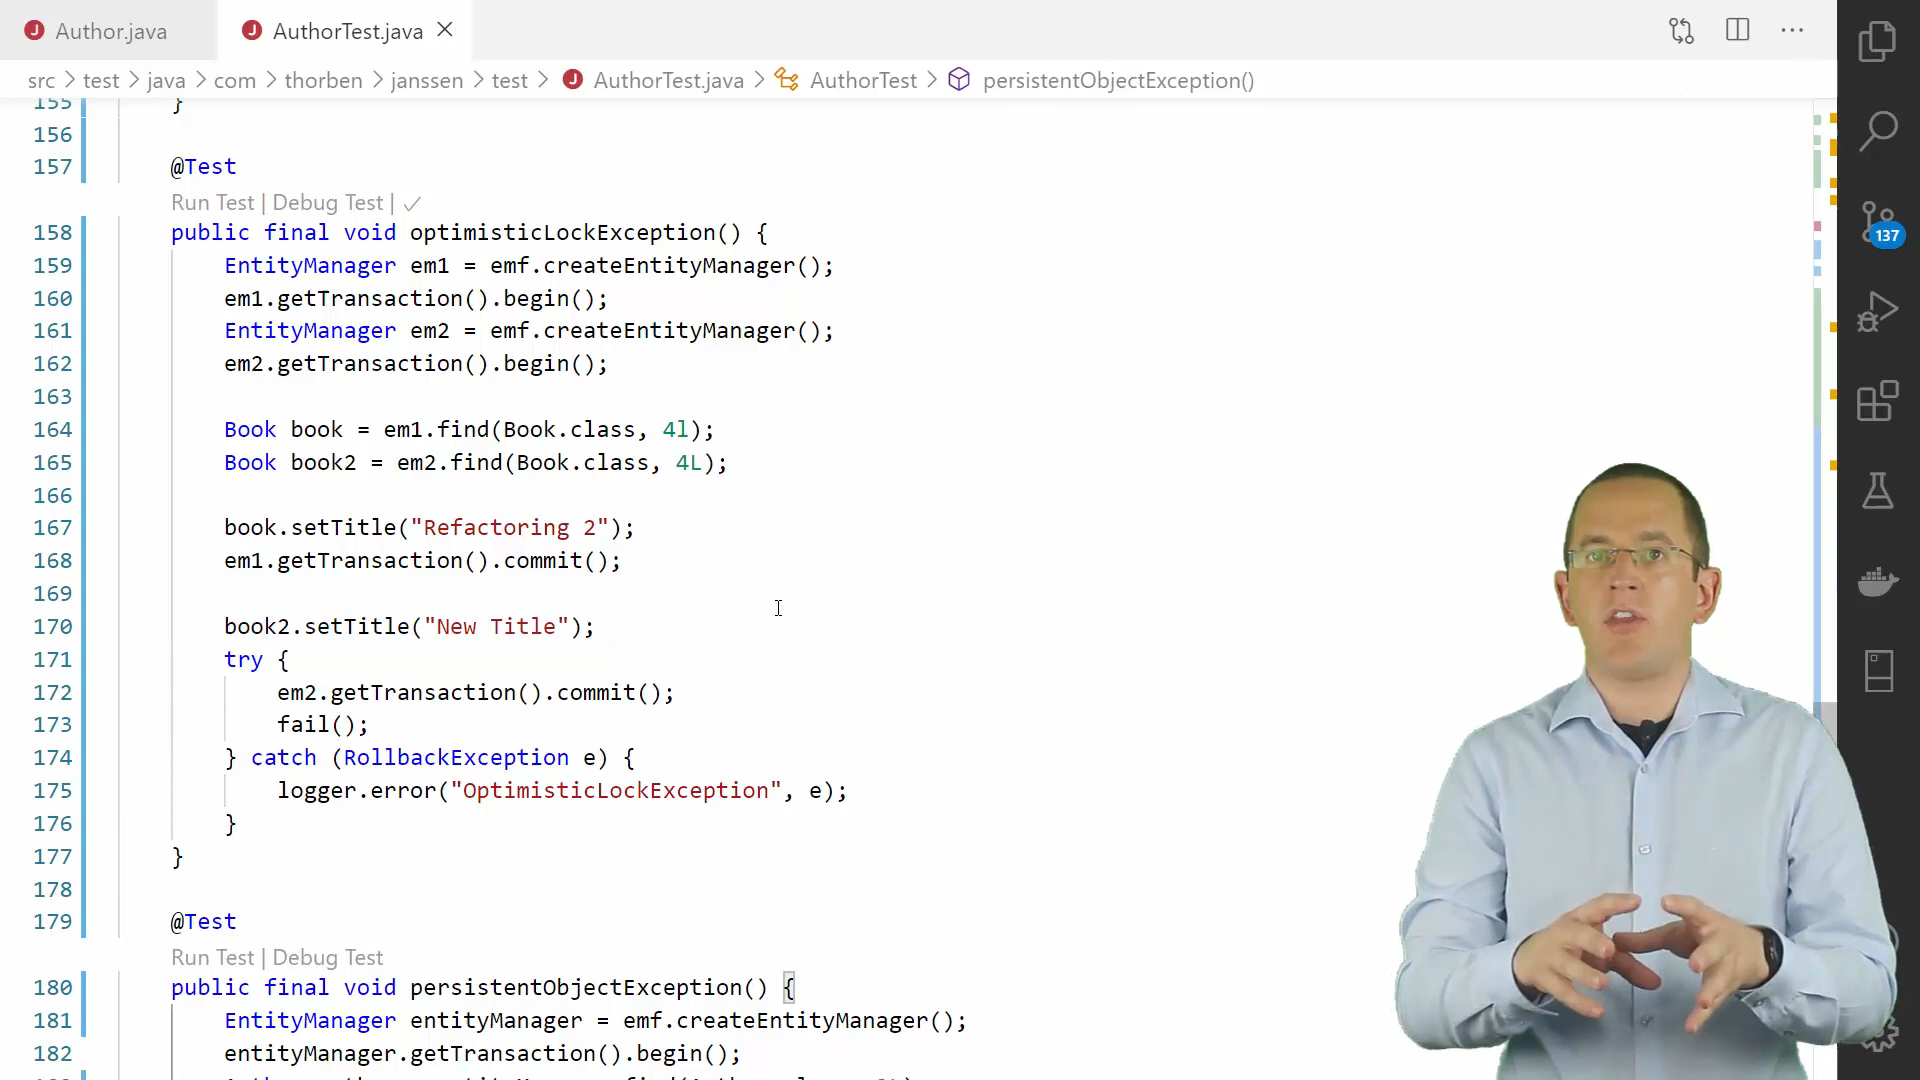 Author.java
AuthorTest.java
src > test > java > com > thorben > janssen > test > AuthorTest.java > AuthorTest > persistentObjectException()
155 }
156
157 @Test
Run Test | Debug Test | ✓
158 public final void optimisticLockException() {
159 EntityManager em1 = emf.createEntityManager();
160 em1.getTransaction().begin();
161 EntityManager em2 = emf.createEntityManager();
162 em2.getTransaction().begin();
163
164 Book book = em1.find(Book.class, 4l);
165 Book book2 = em2.find(Book.class, 4L);
166
167 book.setTitle("Refactoring 2");
168 em1.getTransaction().commit();
169
170 book2.setTitle("New Title");
171 try {
172 em2.getTransaction().commit();
173 fail();
174 } catch (RollbackException e) {
175 logger.error("OptimisticLockException", e);
176 }
177 }
178
179 @Test
Run Test | Debug Test
180 public final void persistentObjectException() {
181 EntityManager entityManager = emf.createEntityManager();
182 entityManager.getTransaction().begin();
137